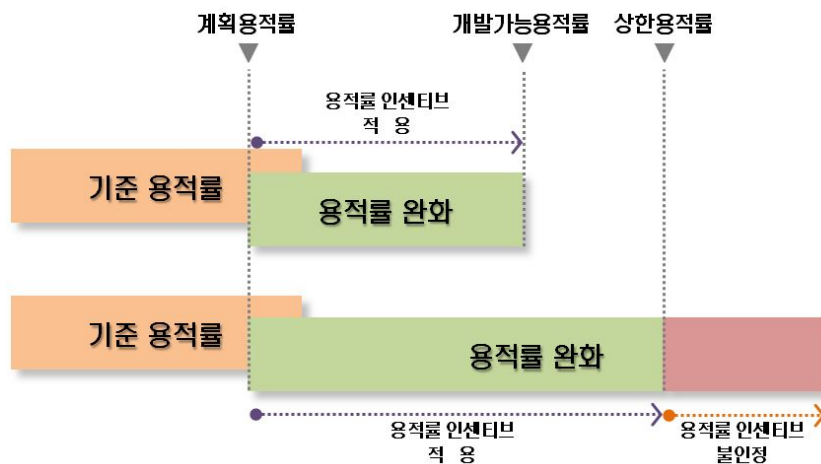 계획용적률
개발가능용적률
상한용적률
용적률 인센티브
적 용
기준 용적률
용적률 완화
기준 용적률
용적률 완화
용적률 인센티브
적 용
용적률 인센티브
불인정